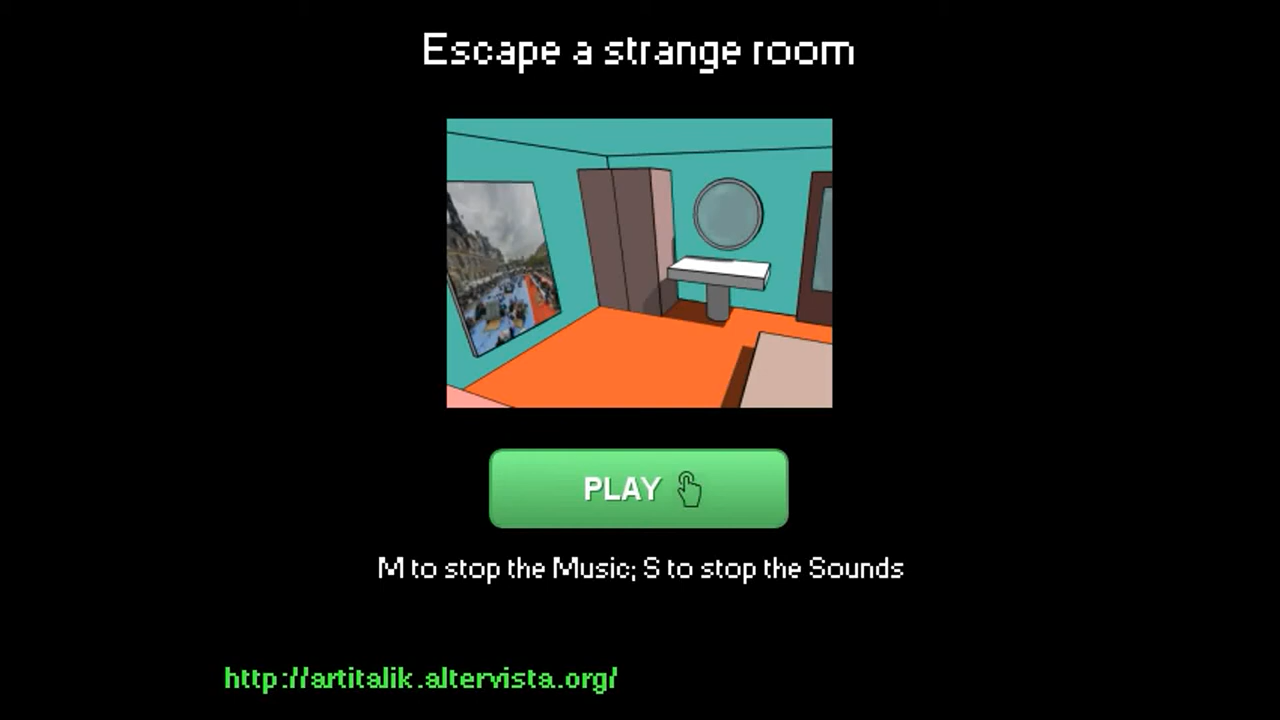 Escape a strange room
PLAY
M to stop the Music; S to stop the Sounds
http://artitalik.altervista.org/